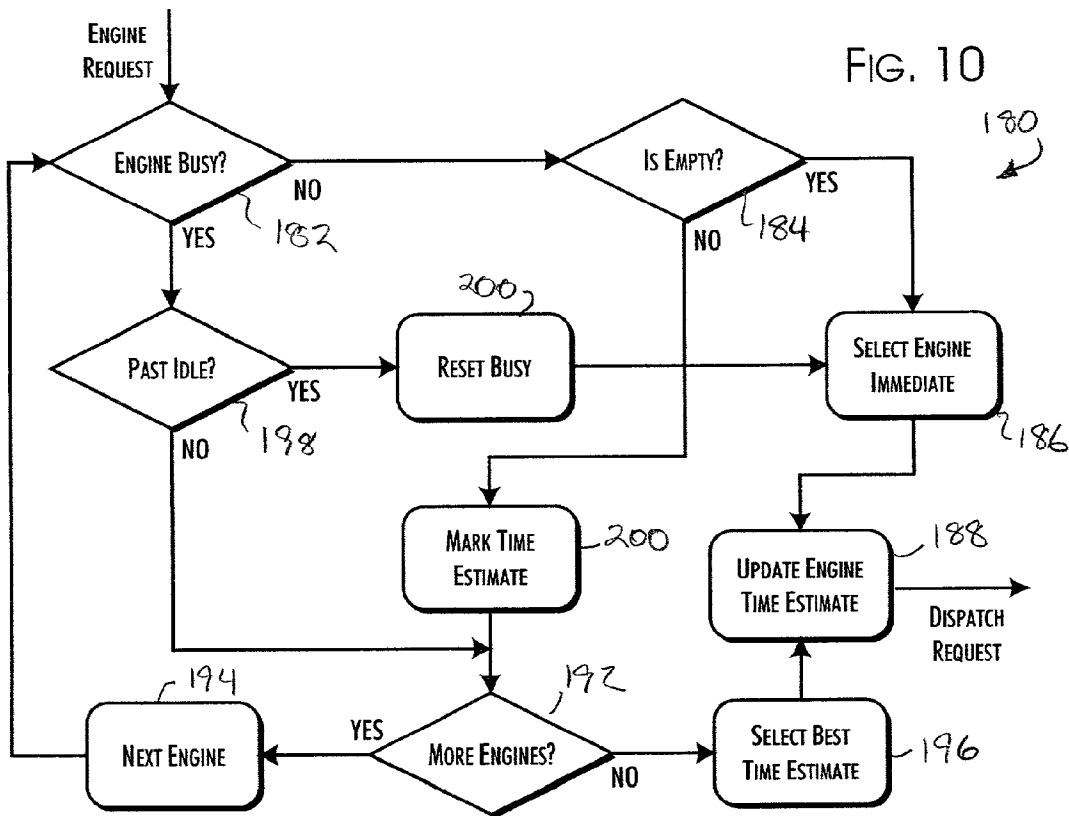 ENGINE
REQUEST
FIG. 10
180
ENGINE BUSY?
NO
YES
182
IS EMPTY?
YES
NO
184
PAST IDLE?
YES
NO
198
200
RESET BUSY
SELECT ENGINE
IMMEDIATE
186
MARK TIME
ESTIMATE
200
UPDATE ENGINE
TIME ESTIMATE
188
DISPATCH
REQUEST
194
NEXT ENGINE
YES
MORE ENGINES?
NO
192
SELECT BEST
TIME ESTIMATE
196